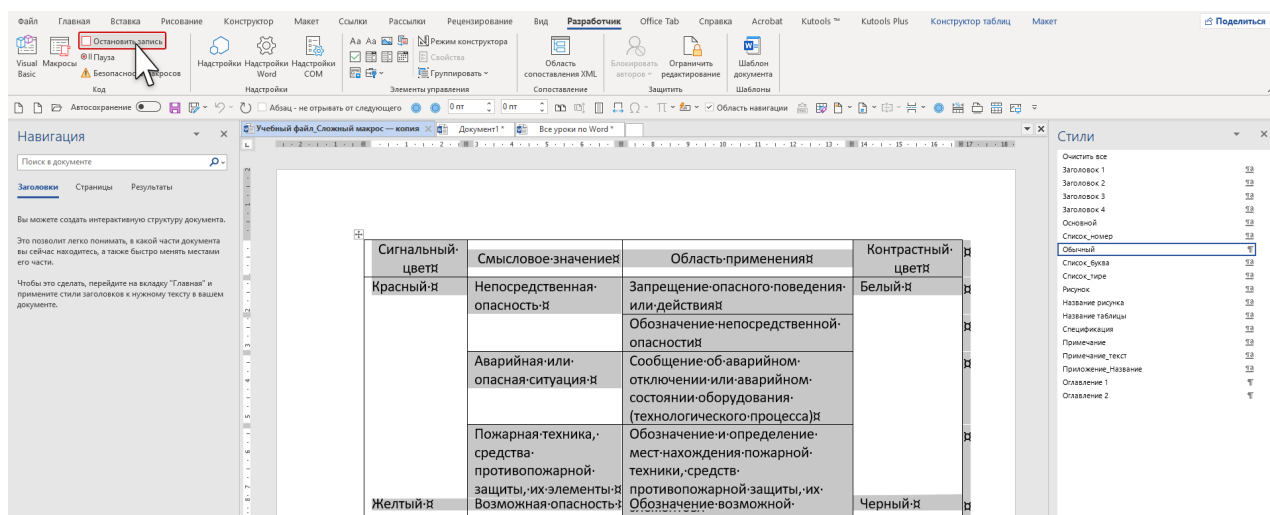 Файл Главная Вставка Рисование Конструктор Макет Ссылки Рассылки Рецензирование Вид Разработчик Office Tab Справка Acrobat Kutools ™ Kutools Plus Конструктор таблиц Макет Поделиться
Visual Basic
Макросы
Остановить запись
Пауза
Безопасность макросов
Код
Надстройки
Надстройки Word
Надстройки COM
Надстройки
Режим конструктора
Свойства
Группировать
Элементы управления
Область сопоставления XML
Сопоставление
Блокировать авторов
Ограничить редактирование
Защитить
Шаблон документа
Шаблоны
Автосохранение Абзац - не отрывать от следующего 0 пт 0 пт Область навигации
Навигация
Поиск в документе
Заголовки Страницы Результаты
Вы можете создать интерактивную структуру документа.
Это позволит легко понимать, в какой части документа
вы сейчас находитесь, а также быстро менять местами
его части.
Чтобы это сделать, перейдите на вкладку "Главная" и
примените стили заголовков к нужному тексту в вашем
документе.
Учебный файл_Сложный макрос — копия Документ1 * Все уроки по Word *
Сигнальный·
цвет¤
Смысловое·значение¤
Область·применения¤
Контрастный·
цвет¤
Красный·¤
Непосредственная·
опасность·¤
Запрещение·опасного·поведения·
или·действия¤
Белый·¤
Обозначение·непосредственной·
опасности¤
Аварийная·или·
опасная·ситуация·¤
Сообщение·об·аварийном·
отключении·или·аварийном·
состоянии·оборудования·
(технологического·процесса)¤
Пожарная·техника,·
средства·
противопожарной·
защиты,·их·элементы·¤
Обозначение·и·определение·
мест·нахождения·пожарной·
техники,·средств·
противопожарной·защиты,·их·
Желтый·¤
Возможная·опасность·¤
Обозначение·возможной·
Черный·¤
Стили
Очистить все
Заголовок 1
Заголовок 2
Заголовок 3
Заголовок 4
Основной
Список_номер
Обычный
Список_буква
Список_тире
Рисунок
Название рисунка
Название таблицы
Спецификация
Примечание
Примечание_текст
Приложение_Название
Оглавление 1
Оглавление 2